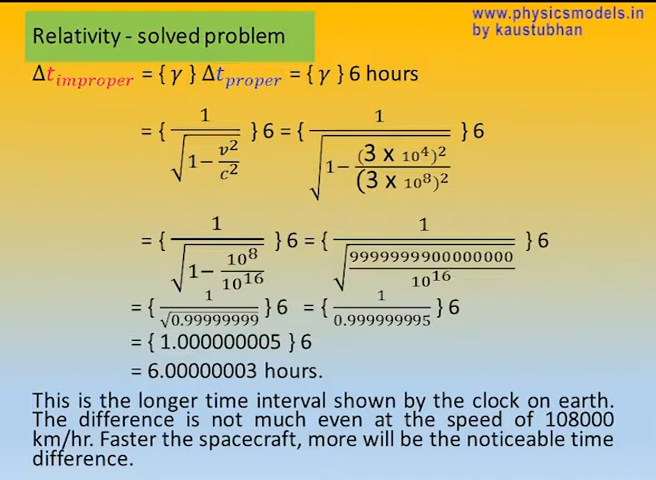 www.physicsmodels.in
by kaustubhan
Relativity - solved problem
Δt_improper = { γ } Δt_proper = { γ } 6 hours
= { 1 / √(1 − v²/c²) } 6 = { 1 / √(1 − (3 x 10⁴)²/(3 x 10⁸)²) } 6
= { 1 / √(1 − 10⁸/10¹⁶) } 6 = { 1 / √(9999999900000000/10¹⁶) } 6
= { 1 / √0.99999999 } 6 = { 1 / 0.999999995 } 6
= { 1.000000005 } 6
= 6.00000003 hours.
This is the longer time interval shown by the clock on earth.
The difference is not much even at the speed of 108000
km/hr. Faster the spacecraft, more will be the noticeable time
difference.